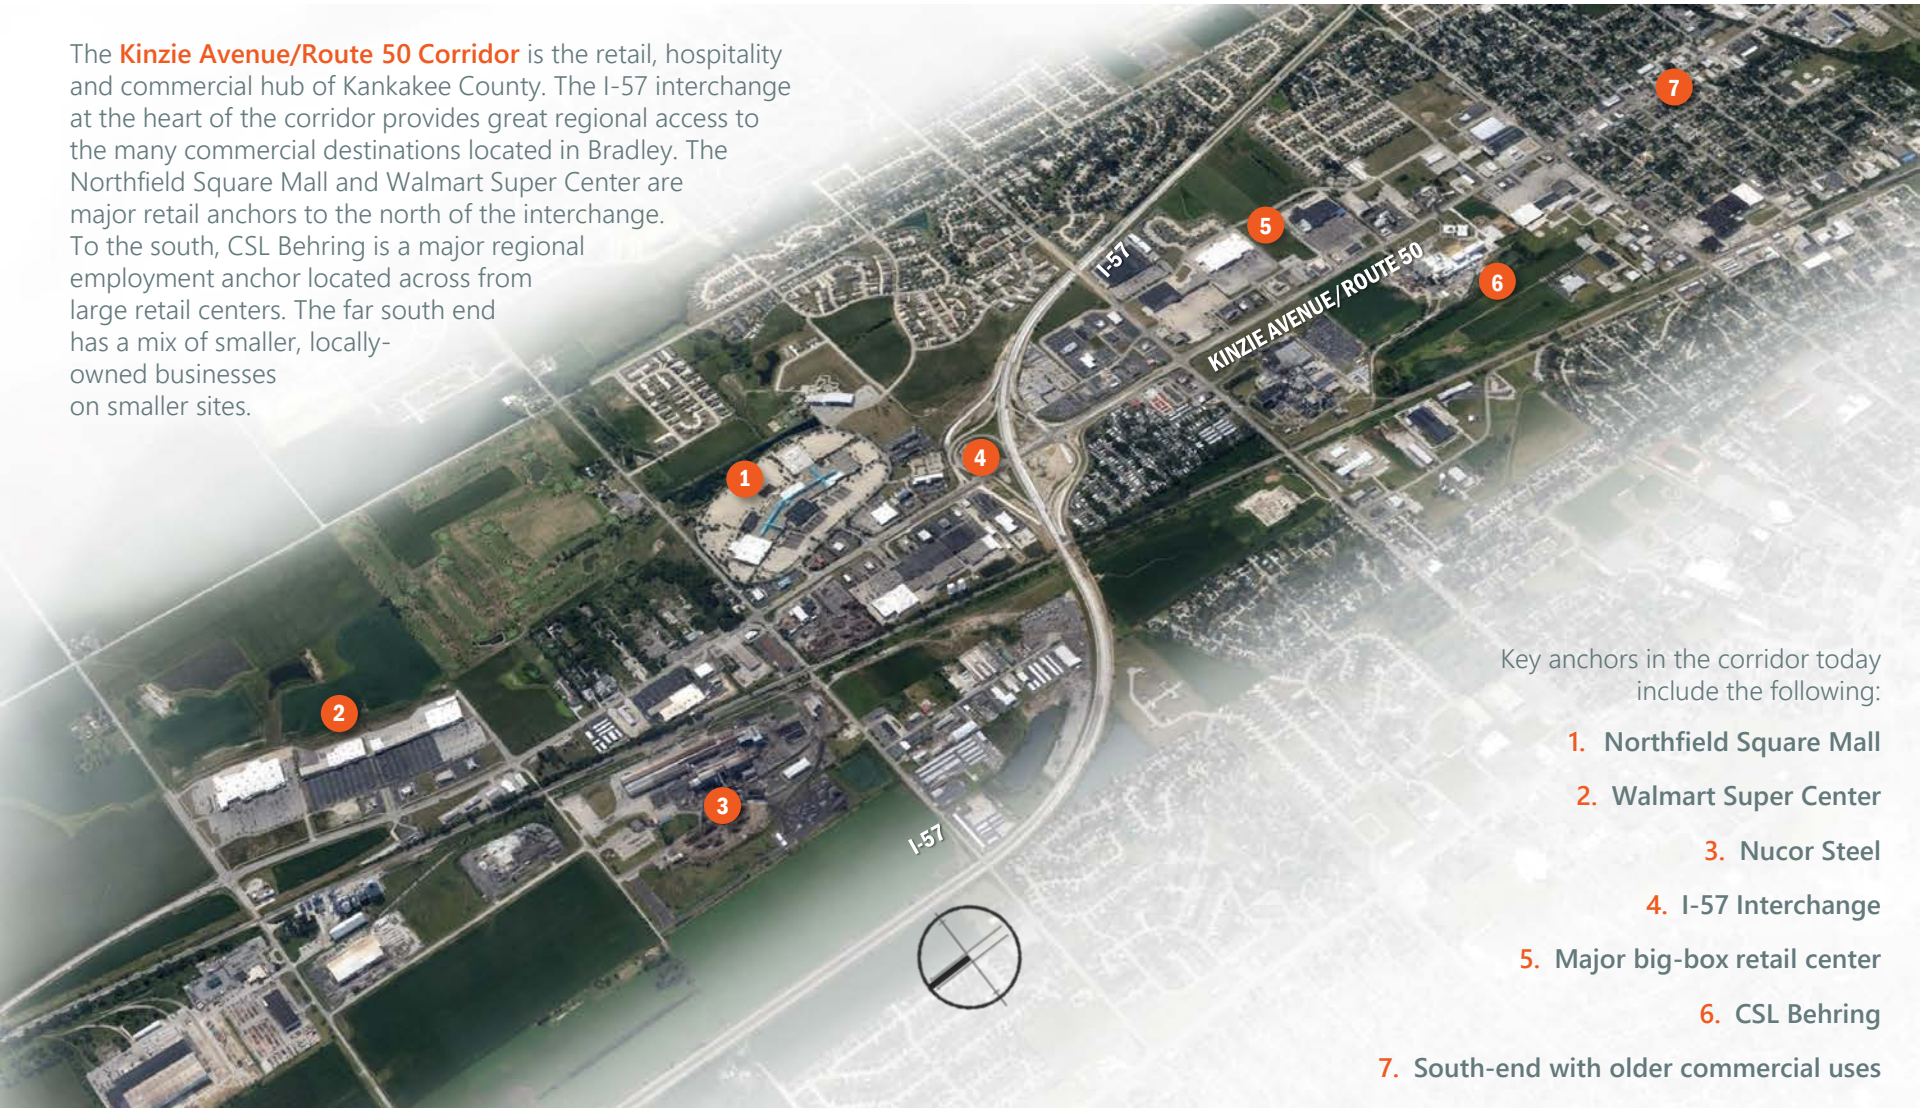 The Kinzie Avenue/Route 50 Corridor is the retail, hospitality
and commercial hub of Kankakee County. The I-57 interchange
at the heart of the corridor provides great regional access to
the many commercial destinations located in Bradley. The
Northfield Square Mall and Walmart Super Center are
major retail anchors to the north of the interchange.
To the south, CSL Behring is a major regional
employment anchor located across from
large retail centers. The far south end
has a mix of smaller, locally-
owned businesses
on smaller sites.
7
5
I-57
KINZIE AVENUE/ROUTE 50
6
4
1
2
3
I-57
Key anchors in the corridor today
include the following:
1. Northfield Square Mall
2. Walmart Super Center
3. Nucor Steel
4. I-57 Interchange
5. Major big-box retail center
6. CSL Behring
7. South-end with older commercial uses